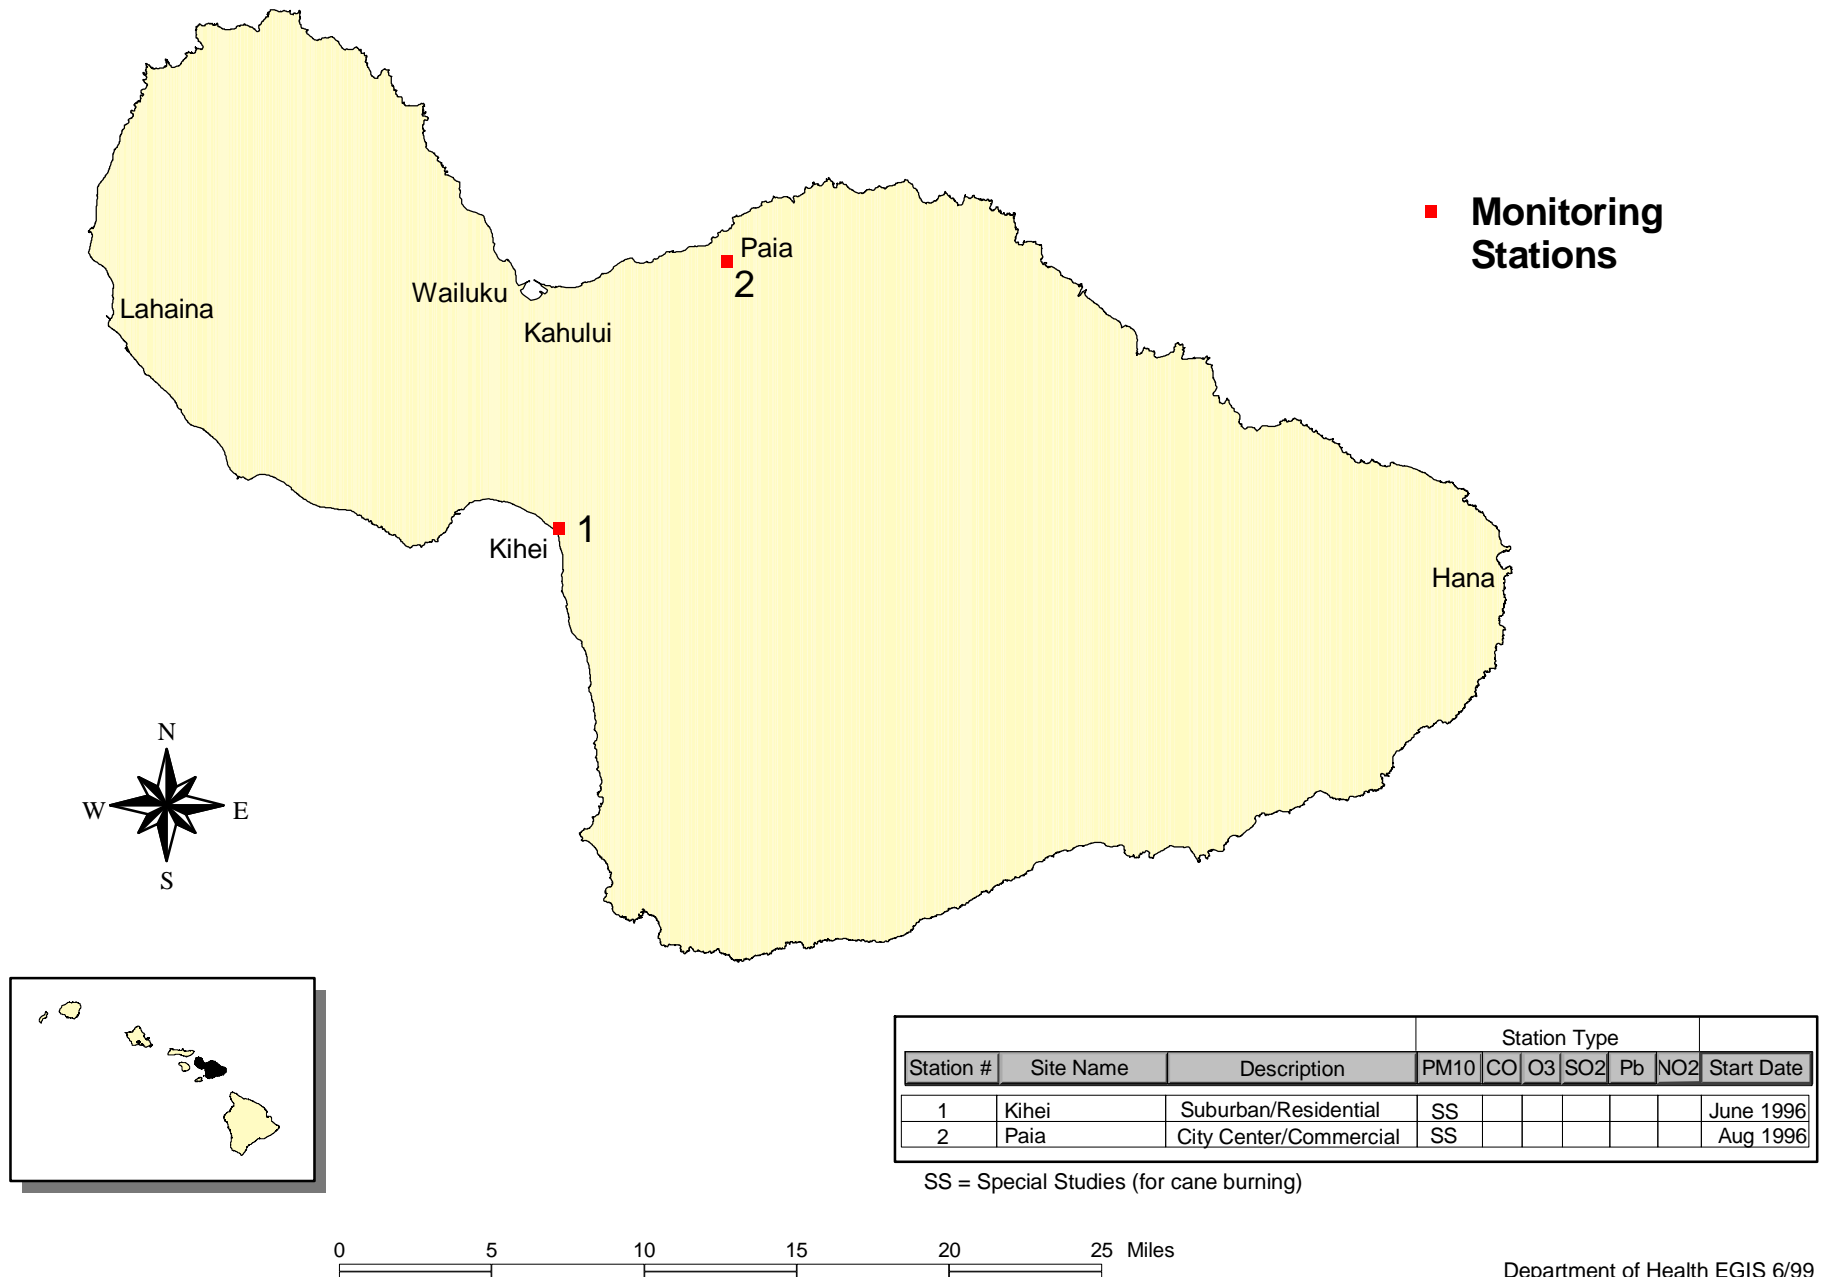 Monitoring
Stations
Paia
2
Wailuku
Lahaina
Kahului
1
Kihei
Hana
N
W E
S
Station Type
Station # Site Name Description PM10 CO O3 SO2 Pb NO2 Start Date
1 Kihei Suburban/Residential SS June 1996
2 Paia City Center/Commercial SS Aug 1996
SS = Special Studies (for cane burning)
0 5 10 15 20 25 Miles
Department of Health EGIS 6/99